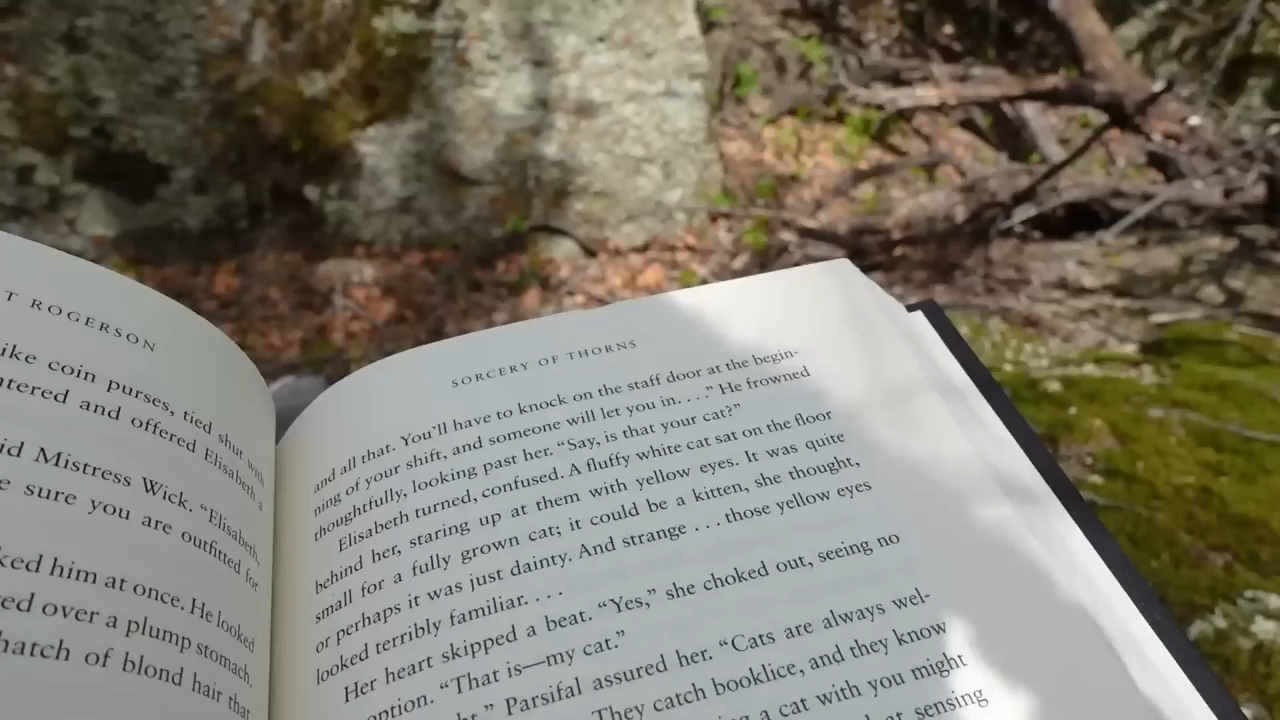 T ROGERSON
ike coin purses, tied shut with
ntered and offered Elisabeth a
id Mistress Wick. "Elisabeth,
e sure you are outfitted for
ked him at once. He looked
ed over a plump stomach.
hatch of blond hair that
SORCERY OF THORNS
and all that. You'll have to knock on the staff door at the begin-
ning of your shift, and someone will let you in. . . ." He frowned
thoughtfully, looking past her. "Say, is that your cat?"
Elisabeth turned, confused. A fluffy white cat sat on the floor
behind her, staring up at them with yellow eyes. It was quite
small for a fully grown cat; it could be a kitten, she thought,
or perhaps it was just dainty. And strange . . . those yellow eyes
looked terribly familiar. . . .
Her heart skipped a beat. "Yes," she choked out, seeing no
option. "That is—my cat."
ht." Parsifal assured her. "Cats are always wel-
They catch booklice, and they know
a cat with you might
sensing